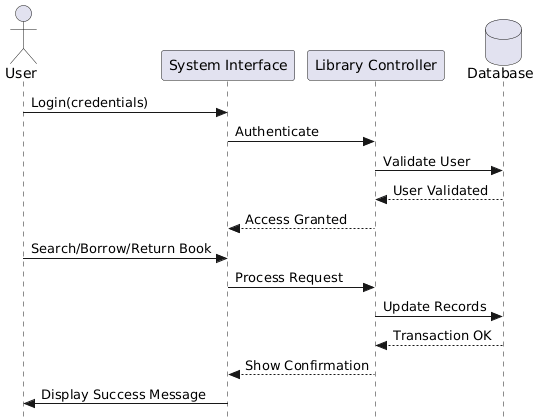 User
System Interface
Library Controller
Database
Login(credentials)
Authenticate
Validate User
User Validated
Access Granted
Search/Borrow/Return Book
Process Request
Update Records
Transaction OK
Show Confirmation
Display Success Message